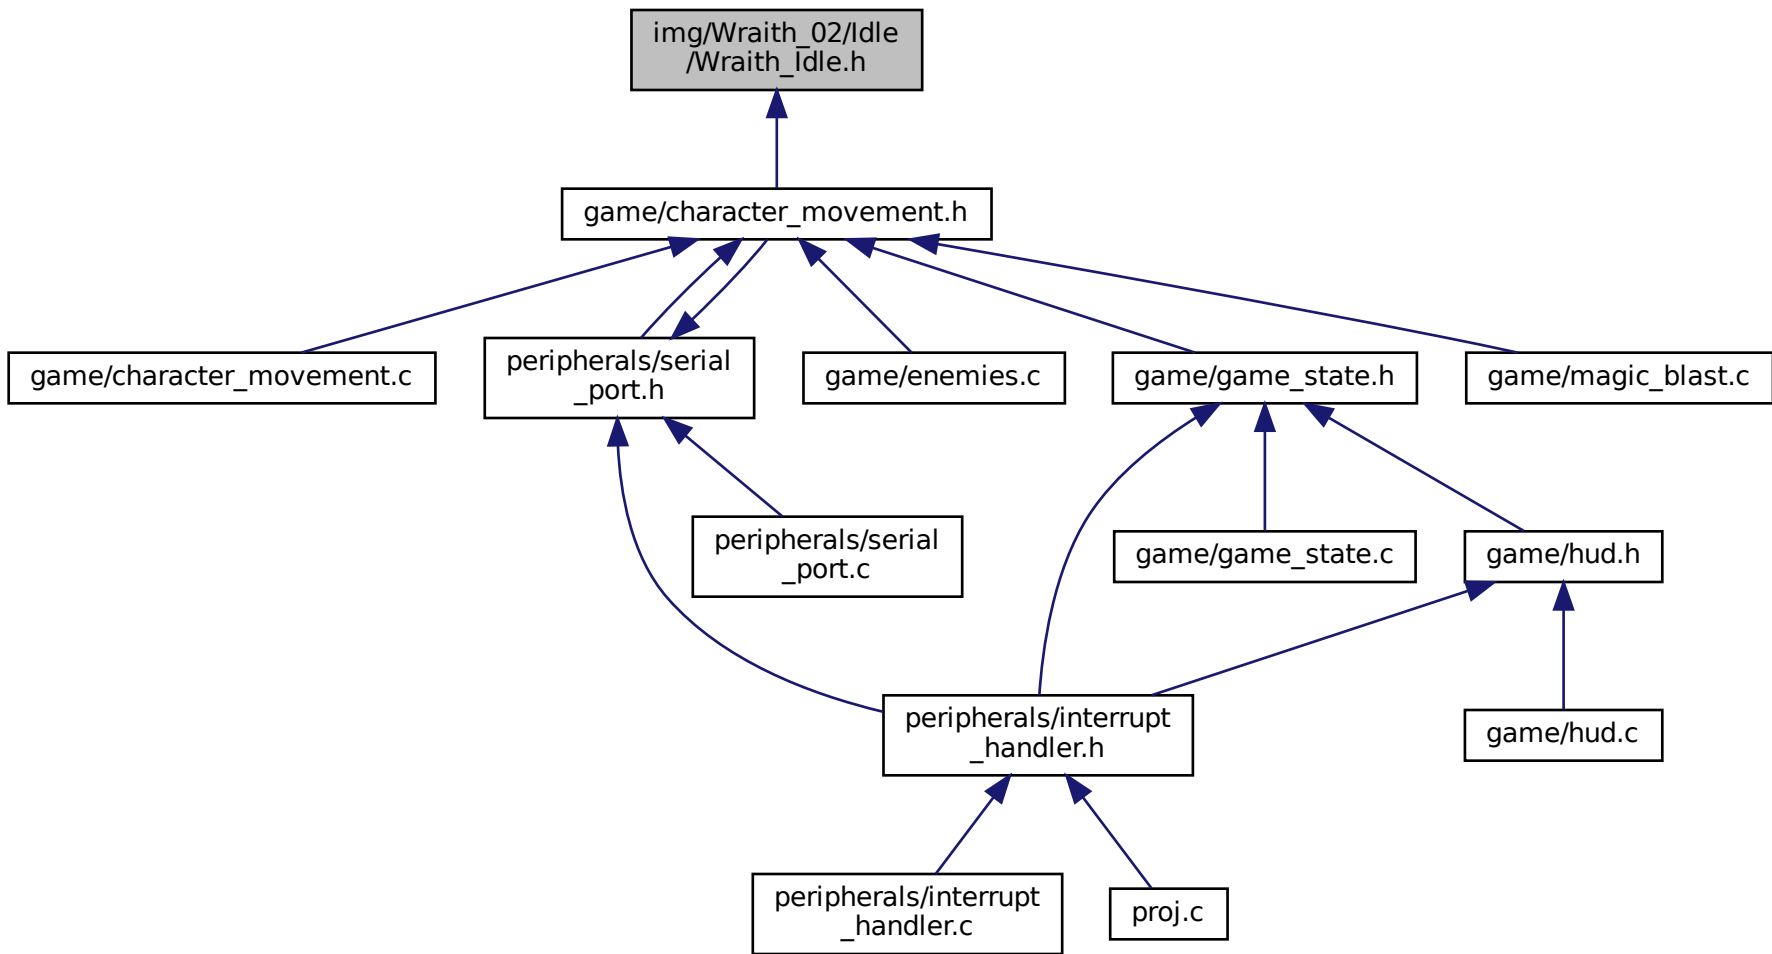 img/Wraith_02/Idle
/Wraith_Idle.h
game/character_movement.h
game/character_movement.c
peripherals/serial
_port.h
game/enemies.c
game/game_state.h
game/magic_blast.c
peripherals/serial
_port.c
game/game_state.c
game/hud.h
peripherals/interrupt
_handler.h
game/hud.c
peripherals/interrupt
_handler.c
proj.c